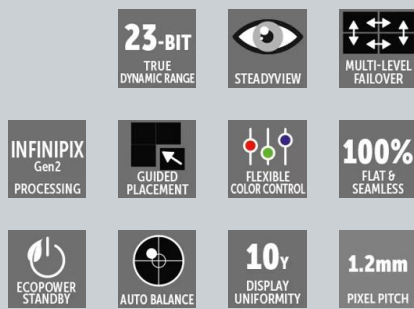 23-BIT
TRUE
DYNAMIC RANGE
STEADYVIEW
MULTI-LEVEL
FAILOVER
INFINIPIX
Gen2
PROCESSING
GUIDED
PLACEMENT
FLEXIBLE
COLOR CONTROL
100%
FLAT &
SEAMLESS
ECOPOWER
STANDBY
AUTO BALANCE
10Y
DISPLAY
UNIFORMITY
1.2mm
PIXEL PITCH